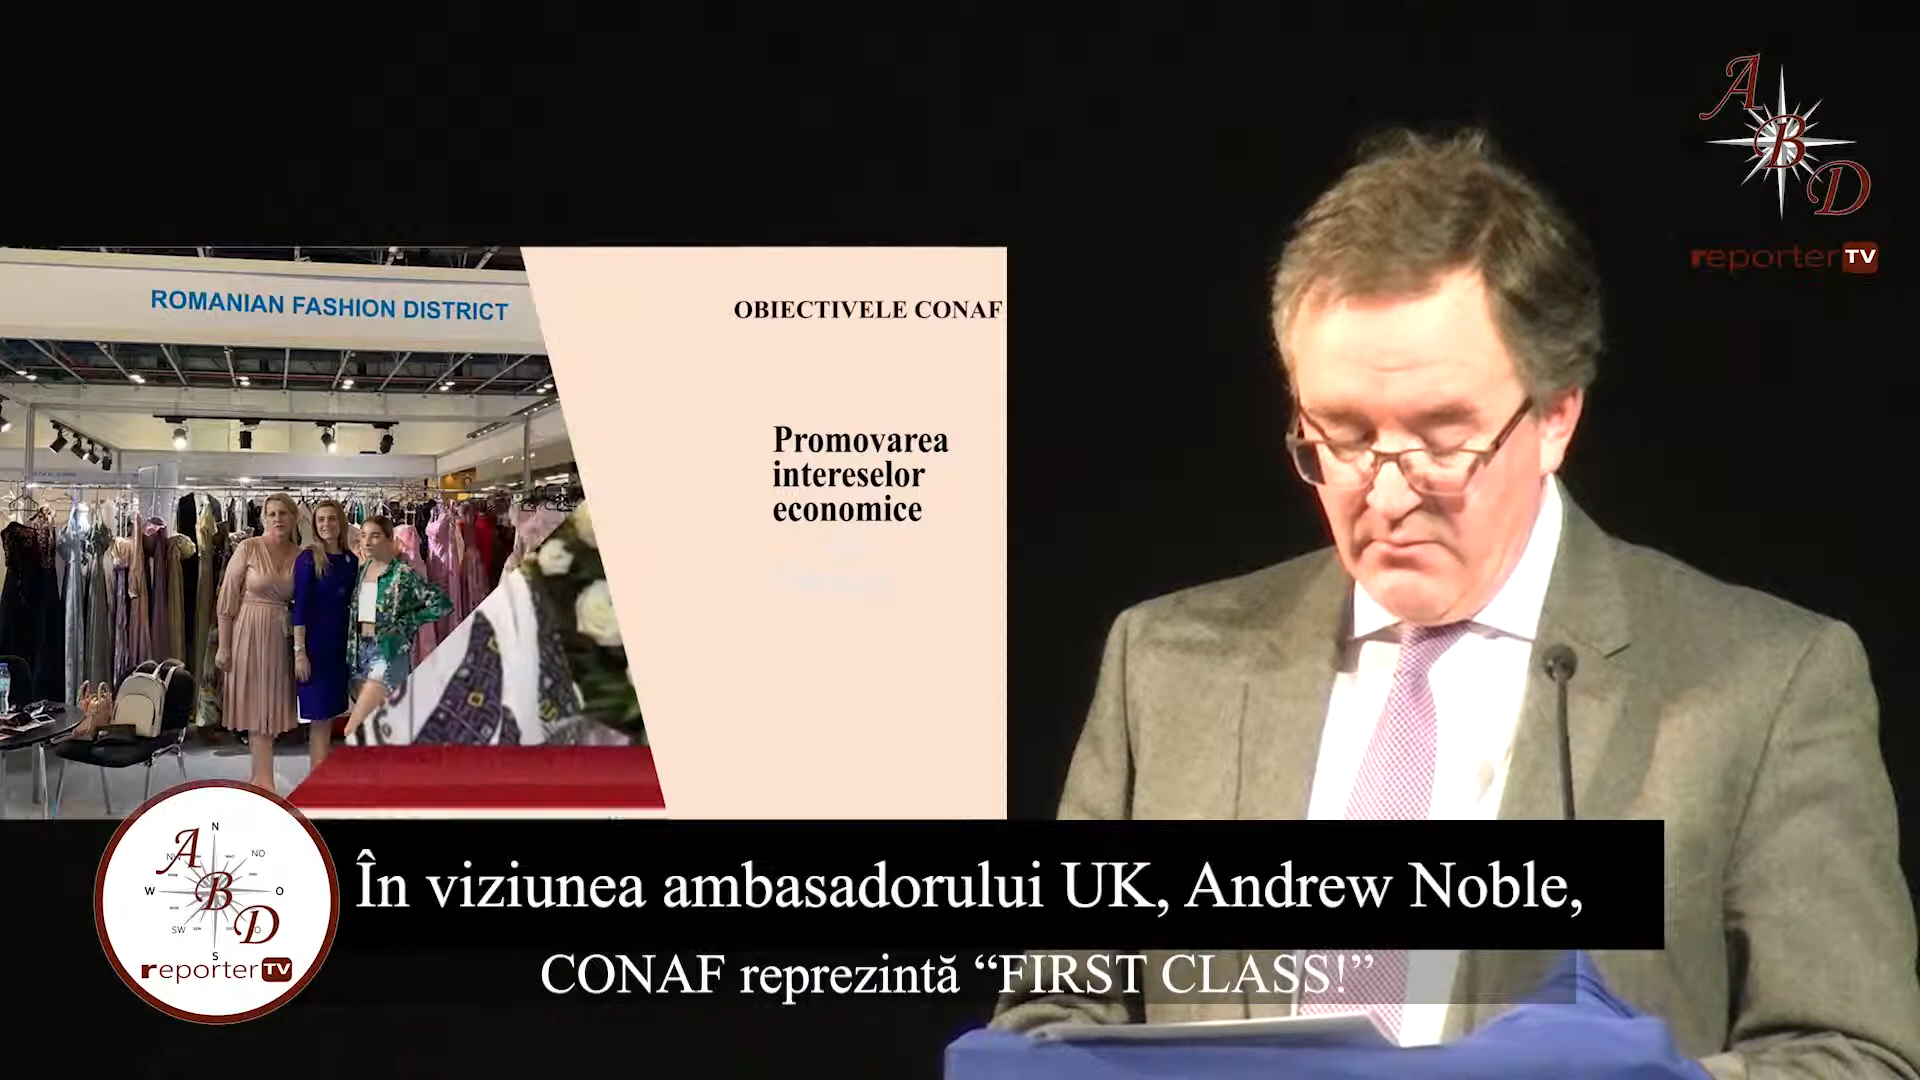 A
B
D
reporter TV
ROMANIAN FASHION DISTRICT
OBIECTIVELE CONAF
Promovarea
intereselor
economice
N
NO
A
W
B
O
D
SW
S
reporter TV
În viziunea ambasadorului UK, Andrew Noble,
CONAF reprezintă “FIRST CLASS!”